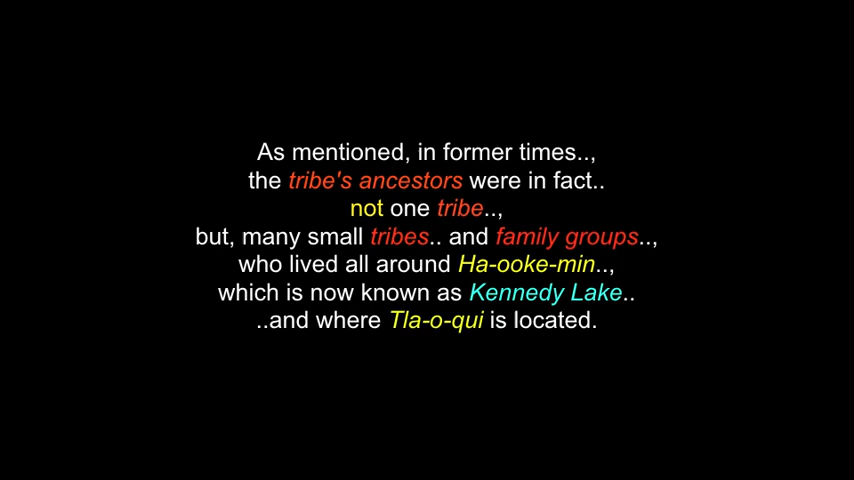 As mentioned, in former times..,
the tribe's ancestors were in fact..
not one tribe..,
but, many small tribes.. and family groups..,
who lived all around Ha-ooke-min..,
which is now known as Kennedy Lake..
..and where Tla-o-qui is located.